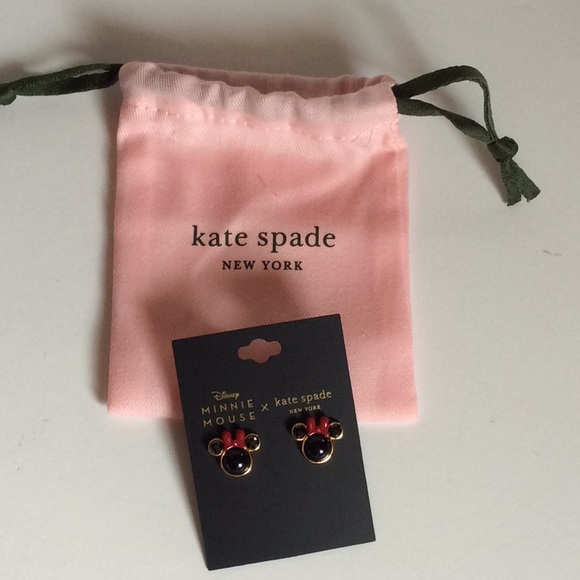 kate spade
NEW YORK
Disney
MINNIE
MOUSE × kate spade
NEW YORK